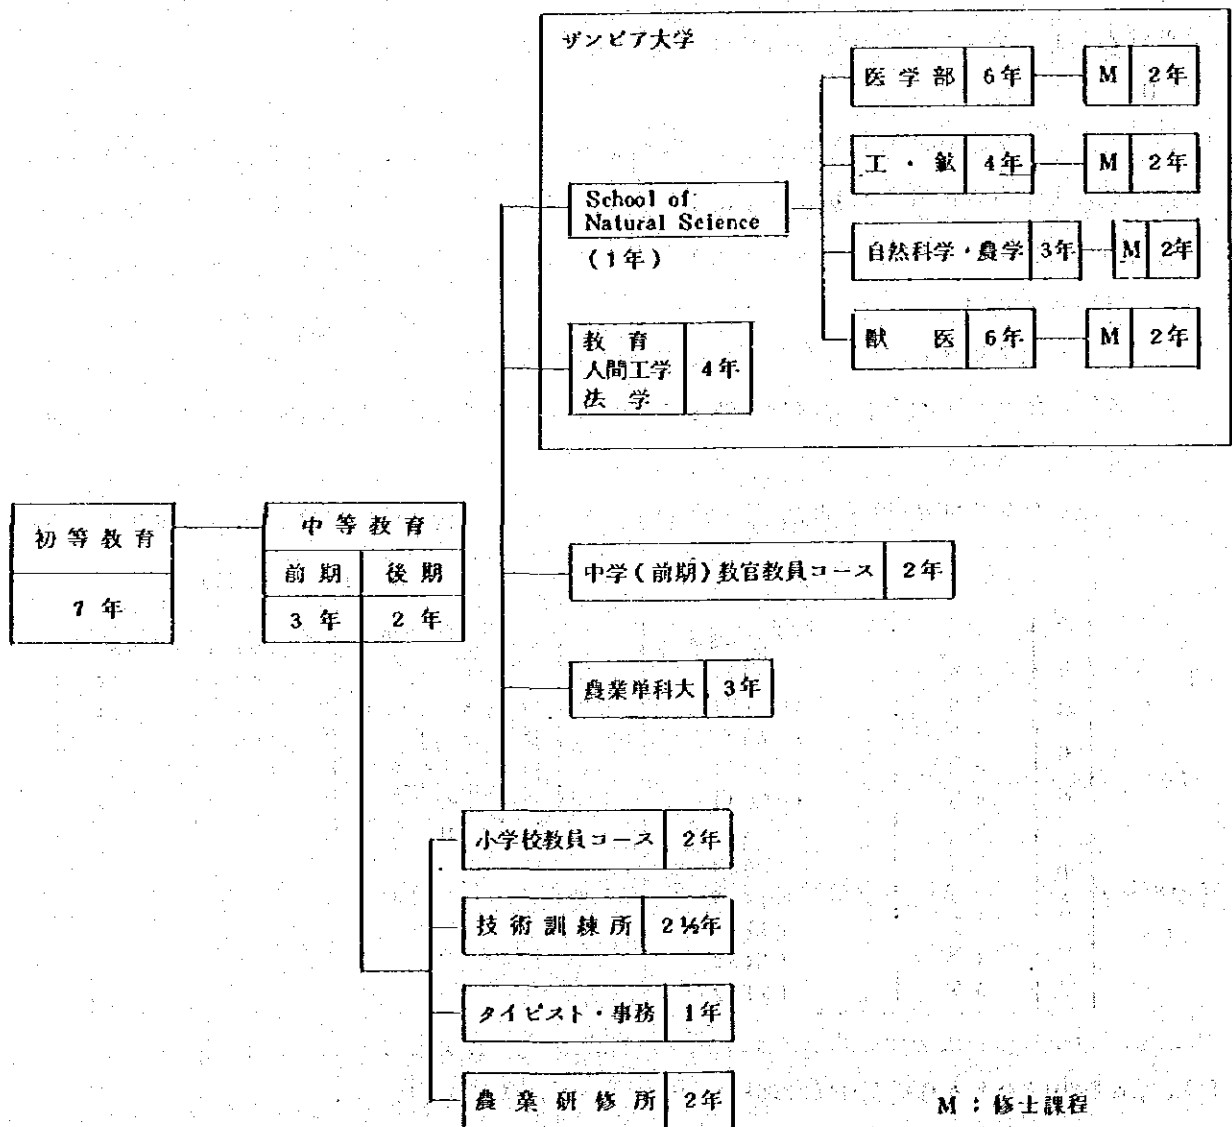 ザンビア大学
医学部 6年 M 2年
工・鉱 4年 M 2年
School of
Natural Science
(1年)
自然科学・農学 3年 M 2年
獣医 6年 M 2年
教育
人間工学 4年
法学
初等教育
7年
中等教育
前期 後期
3年 2年
中学(前期)教官教員コース 2年
農業単科大 3年
小学校教員コース 2年
技術訓練所 2½年
タイピスト・事務 1年
農業研修所 2年
M:修士課程